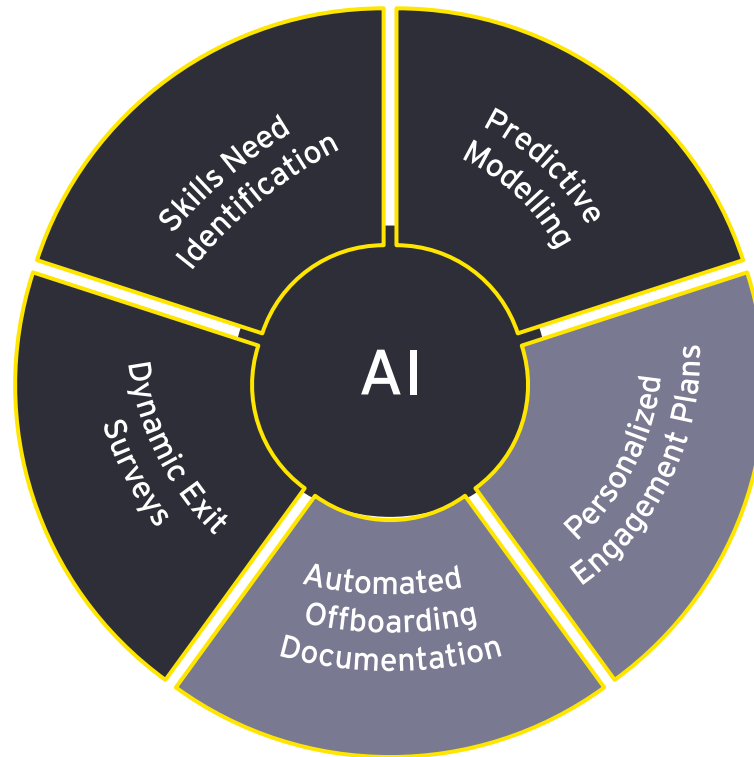 Skills Need
Identification
Predictive
Modelling
AI
Dynamic Exit
Surveys
Personalized
Engagement Plans
Automated
Offboarding
Documentation